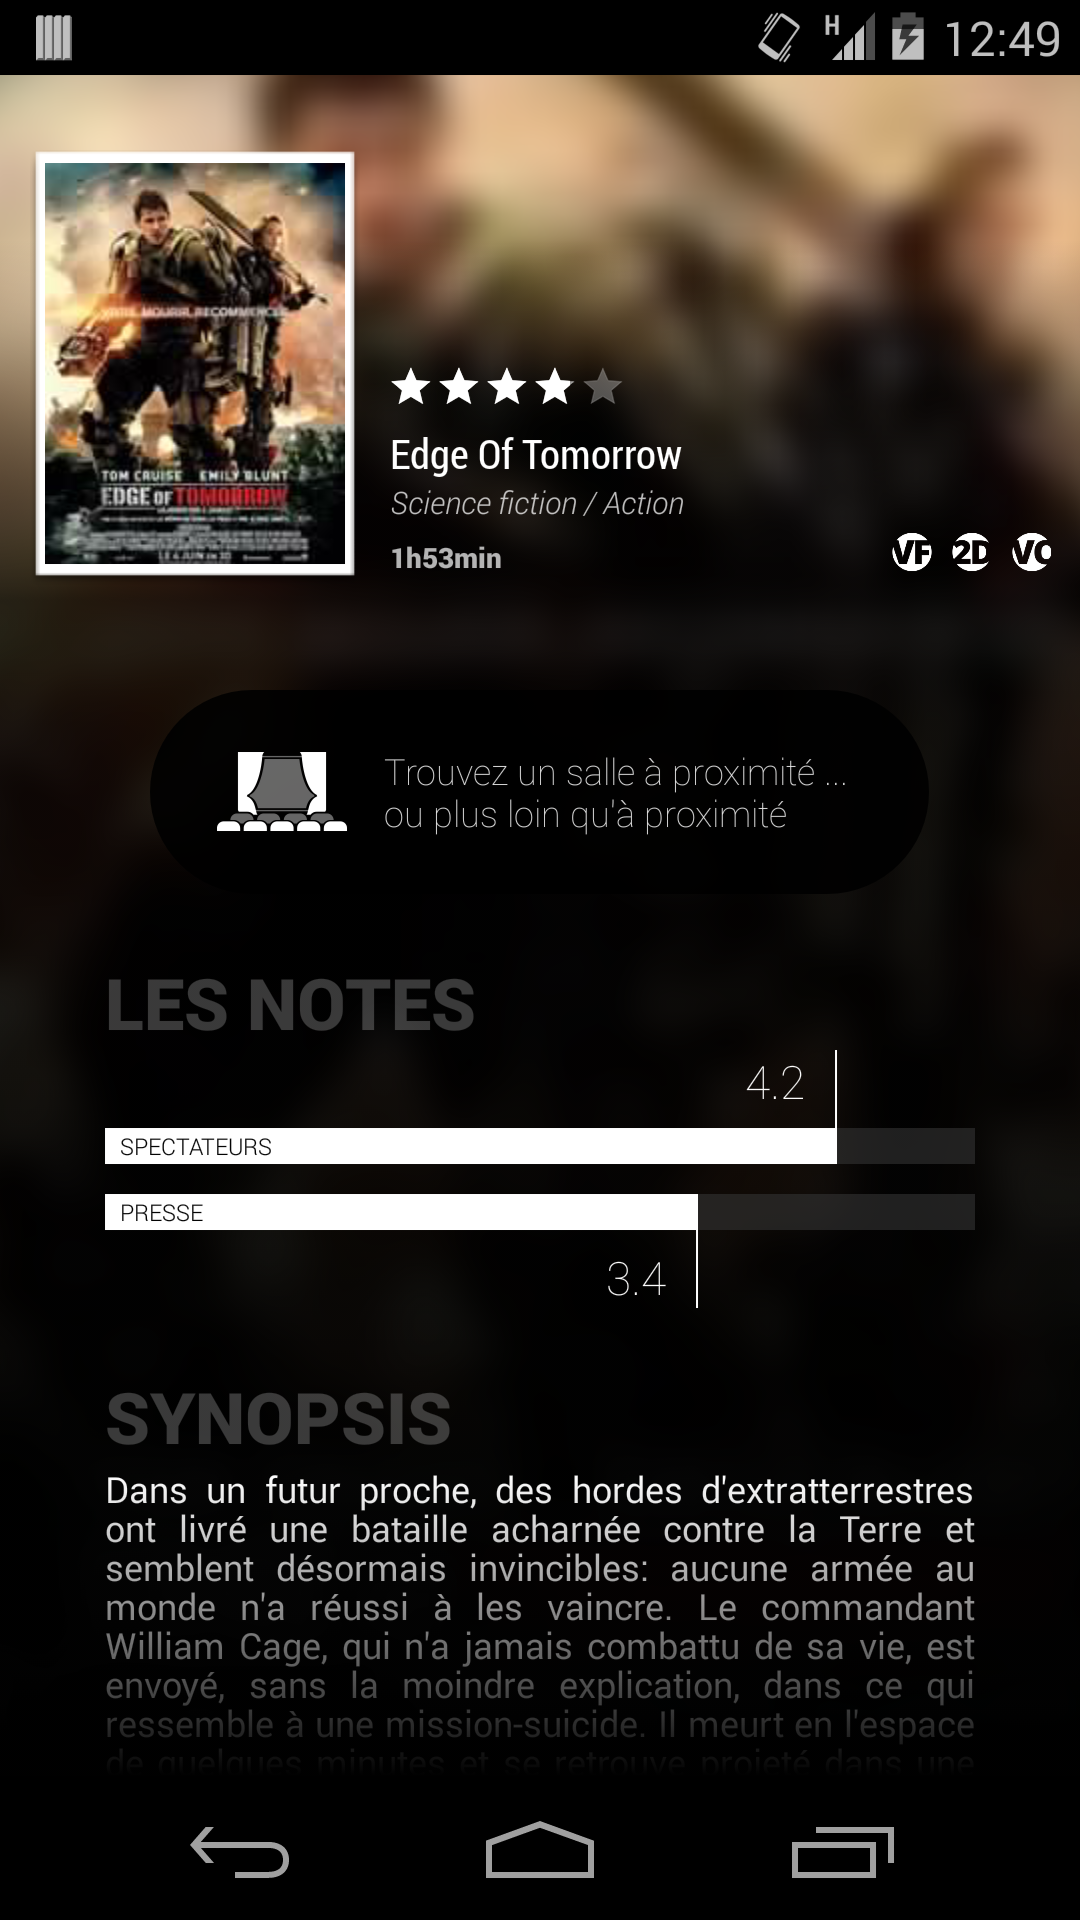 H 12:49
VIVRE. MOURIR. RECOMMENCER.
TOM CRUISE EMILY BLUNT
EDGE OF TOMORROW
Edge Of Tomorrow
Science fiction / Action
1h53min
VF 2D VO
Trouvez un salle à proximité ...
ou plus loin qu'à proximité
LES NOTES
4.2
SPECTATEURS
PRESSE
3.4
SYNOPSIS
Dans un futur proche, des hordes d'extratterrestres
ont livré une bataille acharnée contre la Terre et
semblent désormais invincibles: aucune armée au
monde n'a réussi à les vaincre. Le commandant
William Cage, qui n'a jamais combattu de sa vie, est
envoyé, sans la moindre explication, dans ce qui
ressemble à une mission-suicide. Il meurt en l'espace
de quelques minutes et se retrouve projeté dans une